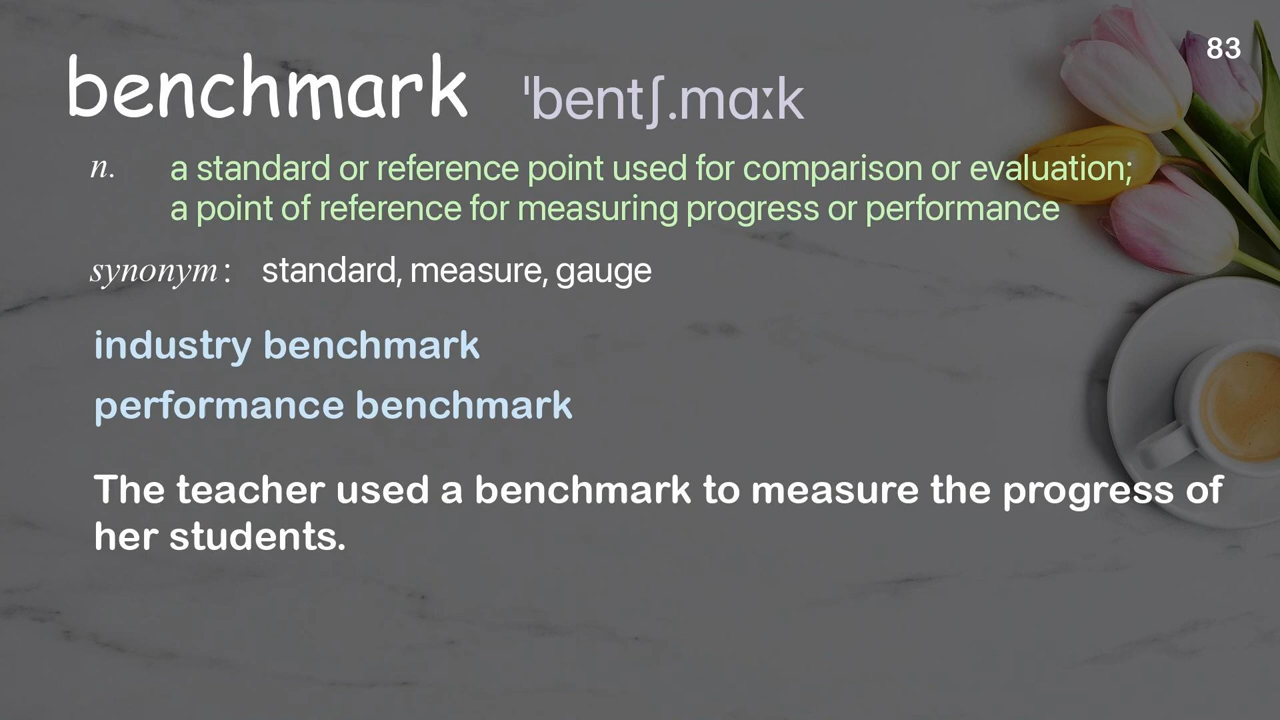 83
benchmark ˈbentʃ.mɑːk
n. a standard or reference point used for comparison or evaluation;
a point of reference for measuring progress or performance
synonym: standard, measure, gauge
industry benchmark
performance benchmark
The teacher used a benchmark to measure the progress of
her students.